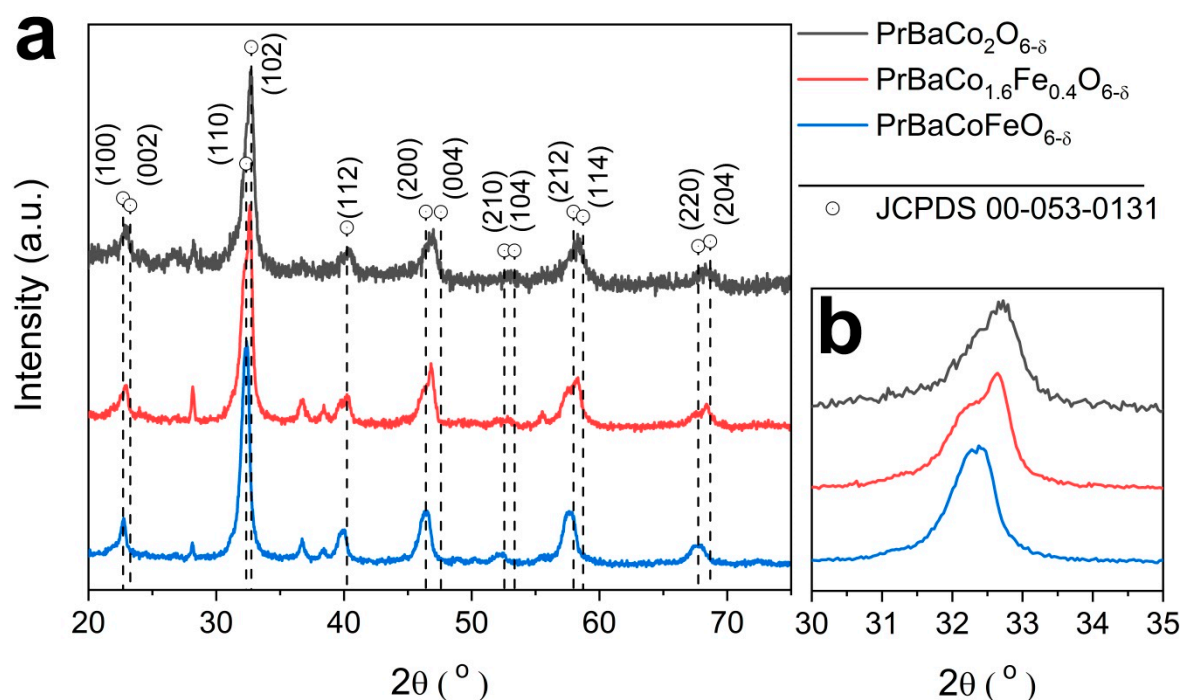 a
Intensity (a.u.)
(100)
(002)
(110)
(102)
(112)
(200)
(004)
(210)
(104)
(212)
(114)
(220)
(204)
20
30
40
50
60
70
2θ ( ° )
PrBaCo₂O₆₋δ
PrBaCo₁.₆Fe₀.₄O₆₋δ
PrBaCoFeO₆₋δ
JCPDS 00-053-0131
b
30 31 32 33 34 35
2θ ( ° )